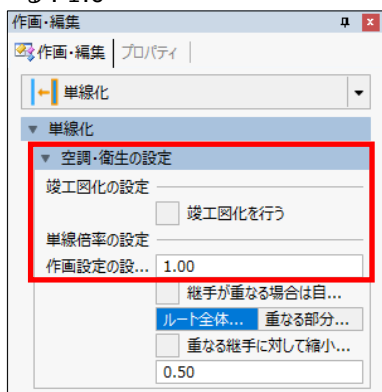 作画・編集
作画・編集 プロパティ
単線化
単線化
空調・衛生の設定
竣工図化の設定
竣工図化を行う
単線倍率の設定
作画設定の設... 1.00
継手が重なる場合は自...
ルート全体... 重なる部分...
重なる継手に対して縮小...
0.50